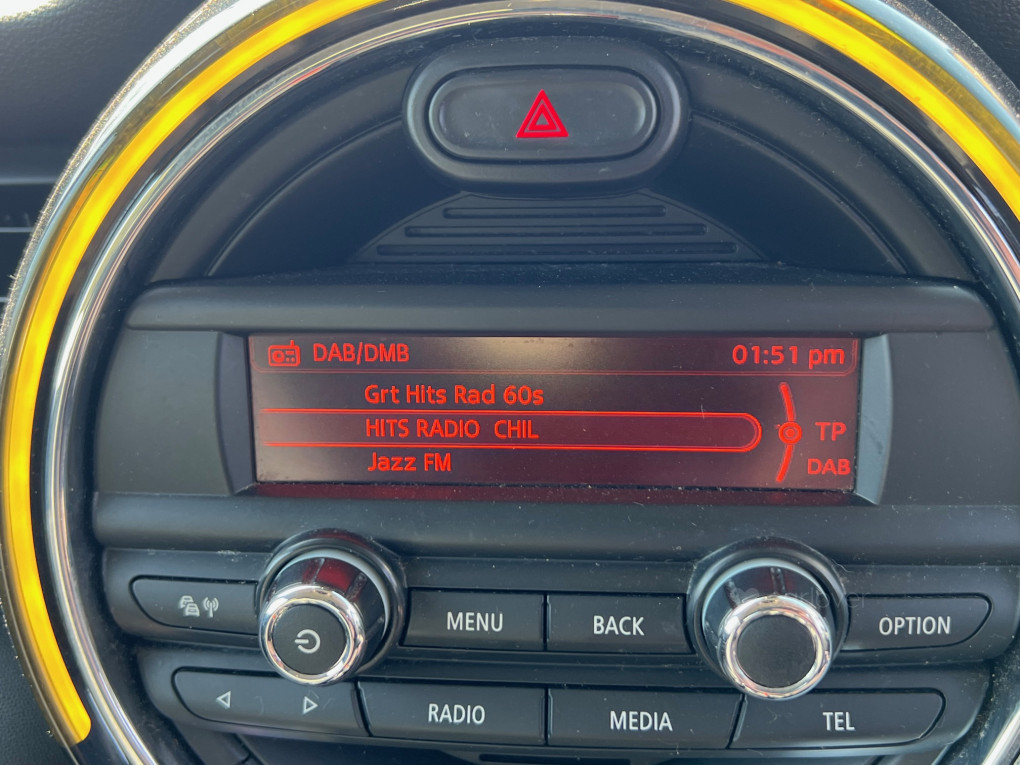 DAB/DMB 01:51 pm
Grt Hits Rad 60s
HITS RADIO CHIL
TP
Jazz FM
DAB
MENU BACK OPTION
RADIO MEDIA TEL